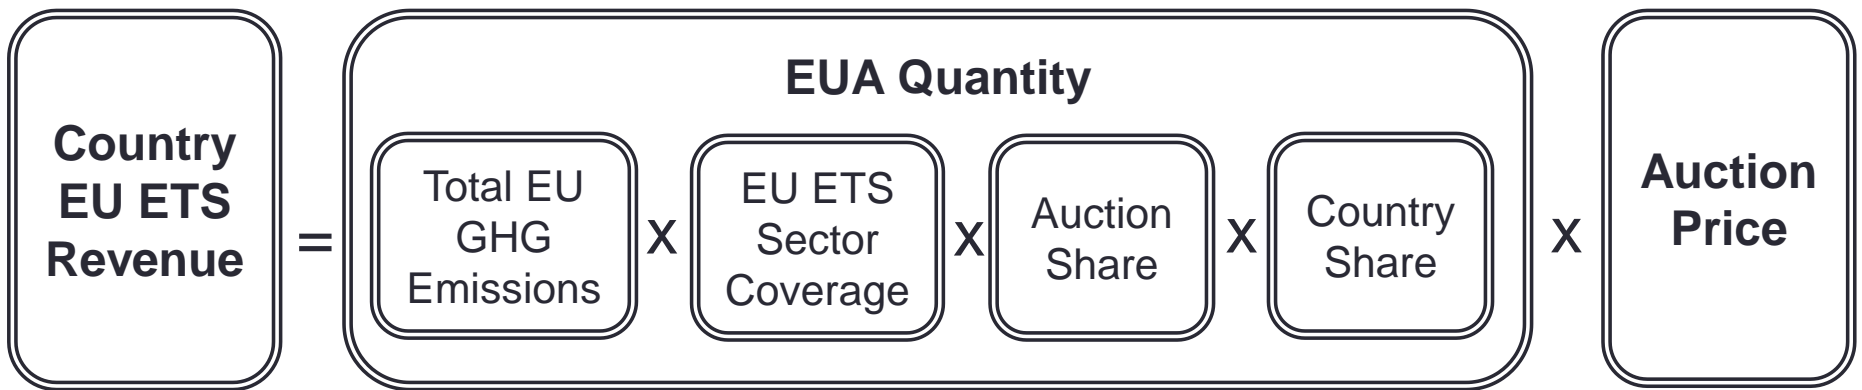 Country
EU ETS
Revenue
=
EUA Quantity
Total EU
GHG
Emissions
x
EU ETS
Sector
Coverage
x
Auction
Share
x
Country
Share
x
Auction
Price